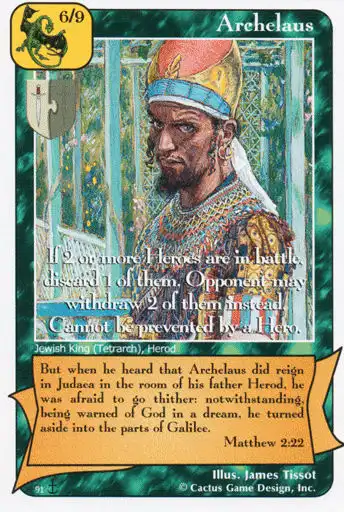 6/9
Archelaus
If 2 or more Heroes are in battle,
discard 1 of them. Opponent may
withdraw 2 of them instead.
Cannot be prevented by a Hero.
Jewish King (Tetrarch), Herod
But when he heard that Archelaus did reign
in Judaea in the room of his father Herod, he
was afraid to go thither: notwithstanding,
being warned of God in a dream, he turned
aside into the parts of Galilee.
Matthew 2:22
Illus. James Tissot
© Cactus Game Design, Inc.
91